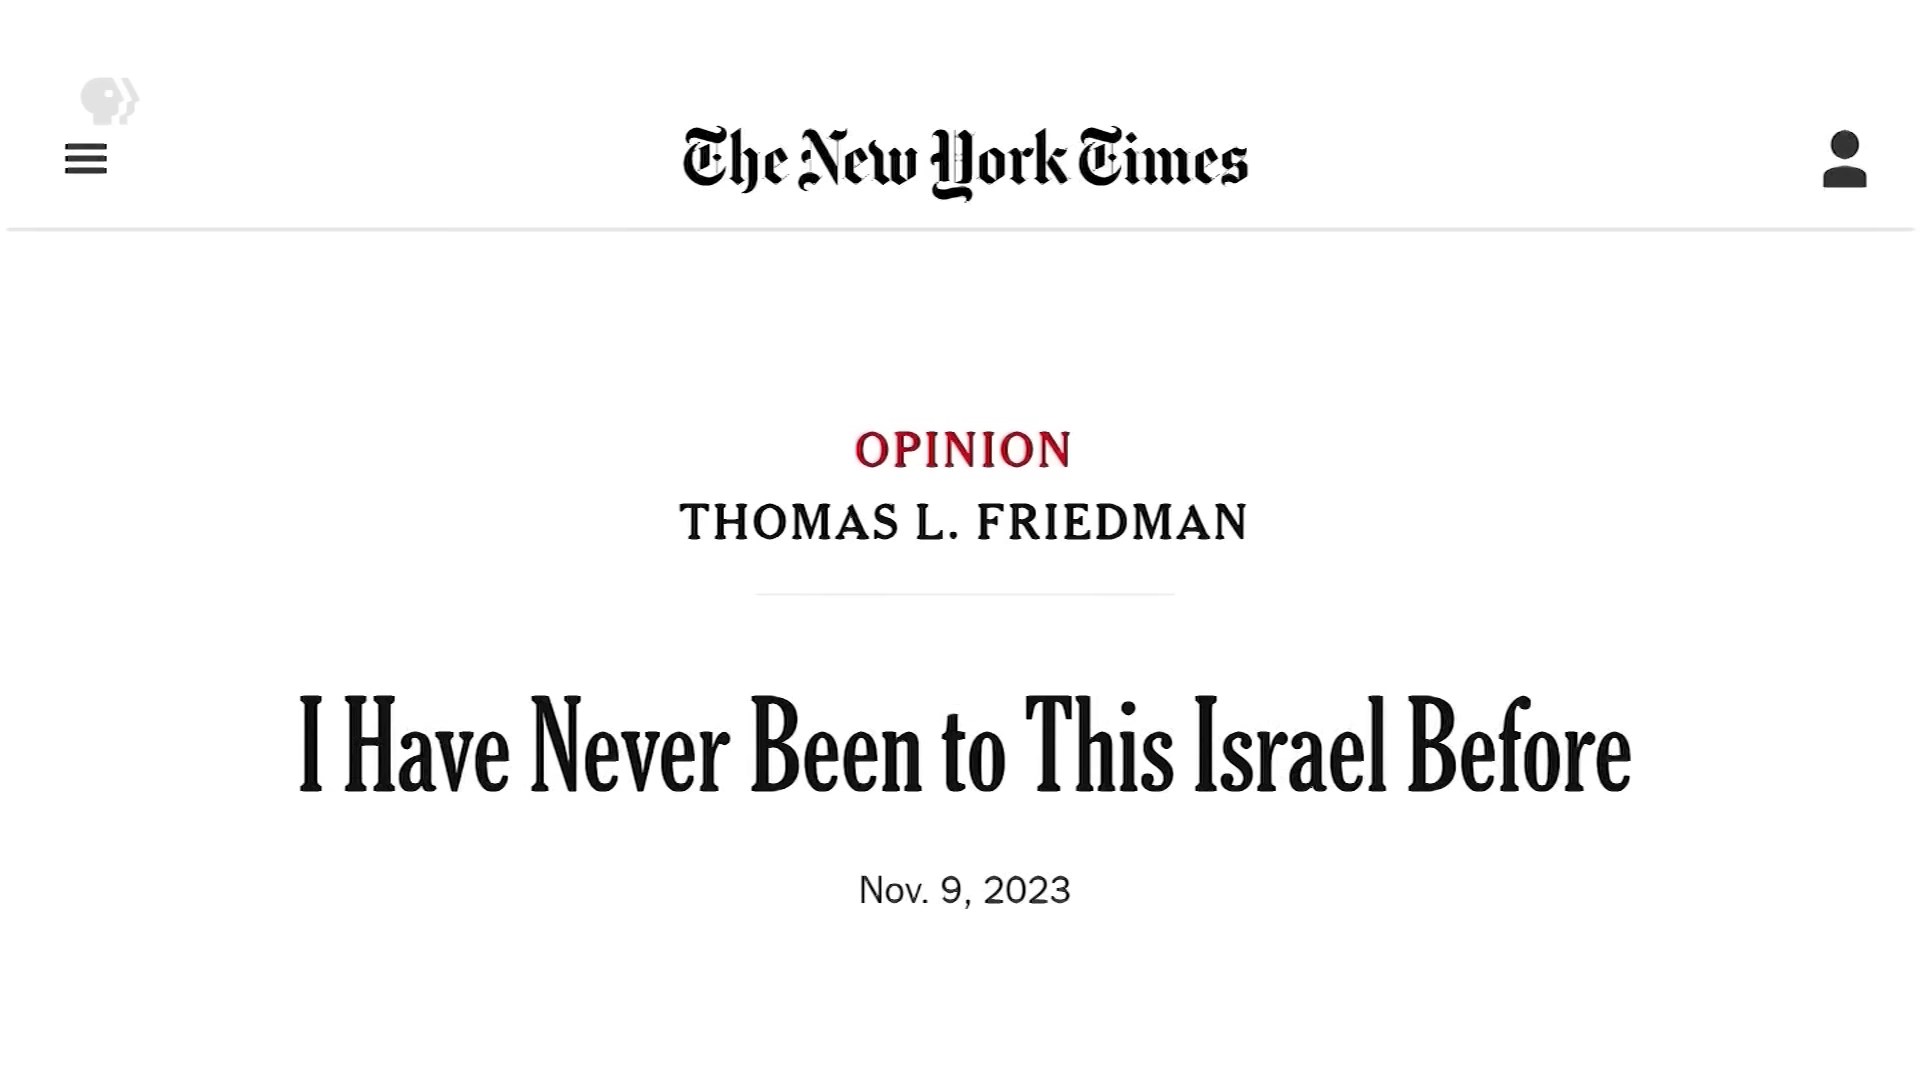 The New York Times
OPINION
THOMAS L. FRIEDMAN
I Have Never Been to This Israel Before
Nov. 9, 2023